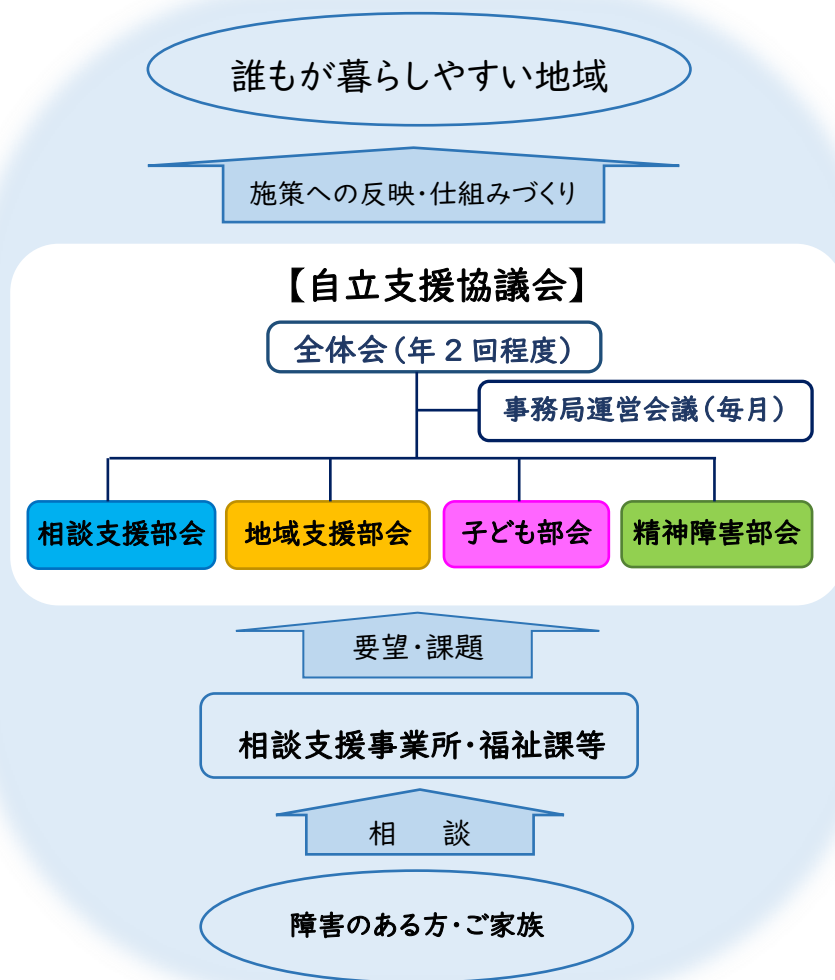 誰もが暮らしやすい地域
施策への反映・仕組みづくり
【自立支援協議会】
全体会(年2回程度)
事務局運営会議(毎月)
相談支援部会
地域支援部会
子ども部会
精神障害部会
要望・課題
相談支援事業所・福祉課等
相　談
障害のある方・ご家族